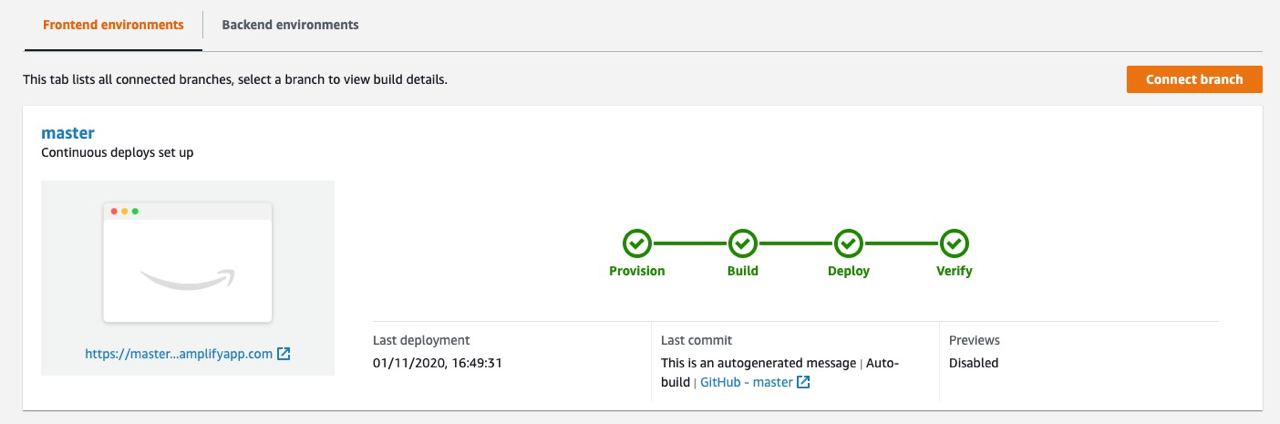 Frontend environments
Backend environments
This tab lists all connected branches, select a branch to view build details.
Connect branch
master
Continuous deploys set up
Provision
Build
Deploy
Verify
https://master...amplifyapp.com
Last deployment
01/11/2020, 16:49:31
Last commit
This is an autogenerated message | Auto-
build | GitHub - master
Previews
Disabled